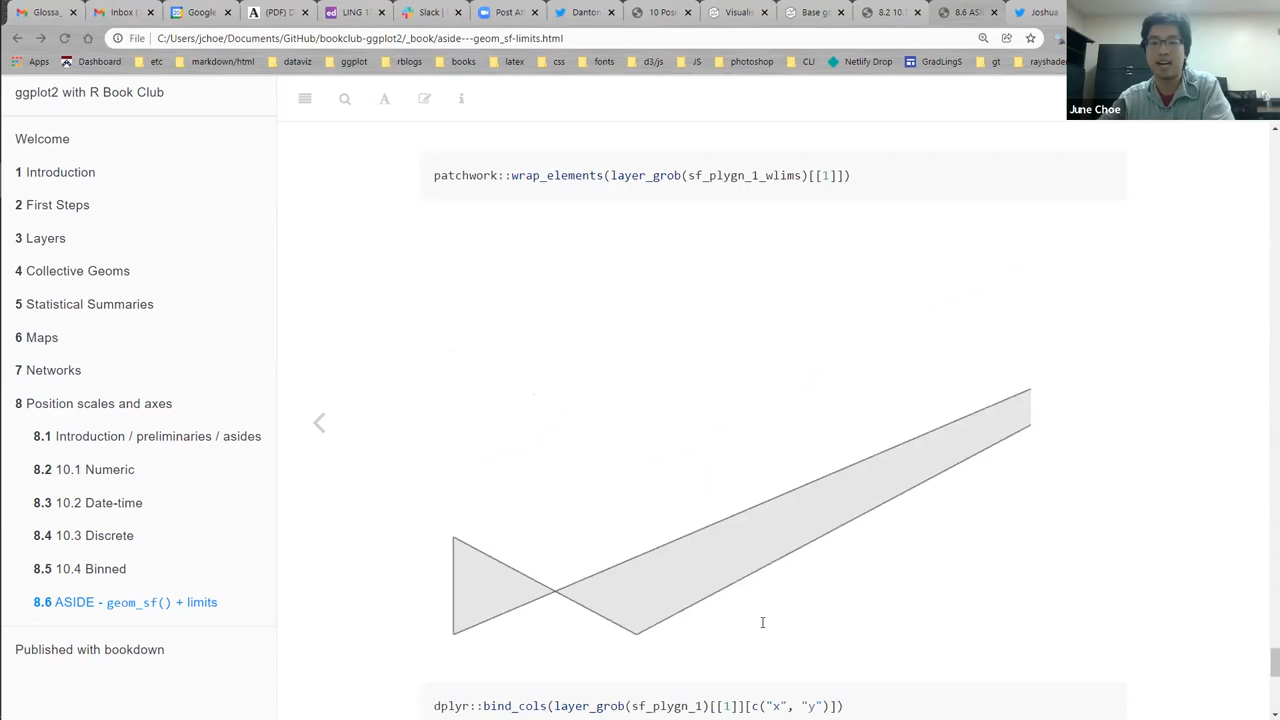 Glossa_
Inbox (
Google
(PDF) D
LING 1
Slack |
Post At
Danton
10 Posi
Visuali
Base g
8.2 10.
8.6 ASI
Joshua
File
C:/Users/jchoe/Documents/GitHub/bookclub-ggplot2/_book/aside---geom_sf-limits.html
Apps
Dashboard
etc
markdown/html
dataviz
ggplot
rblogs
books
latex
css
fonts
d3/js
JS
photoshop
CLI
Netlify Drop
GradLingS
gt
rayshader
June Choe
ggplot2 with R Book Club
Welcome
1 Introduction
2 First Steps
3 Layers
4 Collective Geoms
5 Statistical Summaries
6 Maps
7 Networks
8 Position scales and axes
8.1 Introduction / preliminaries / asides
8.2 10.1 Numeric
8.3 10.2 Date-time
8.4 10.3 Discrete
8.5 10.4 Binned
8.6 ASIDE - geom_sf() + limits
Published with bookdown
patchwork::wrap_elements(layer_grob(sf_plygn_1_wlims)[[1]])
dplyr::bind_cols(layer_grob(sf_plygn_1)[[1]][c("x", "y")])